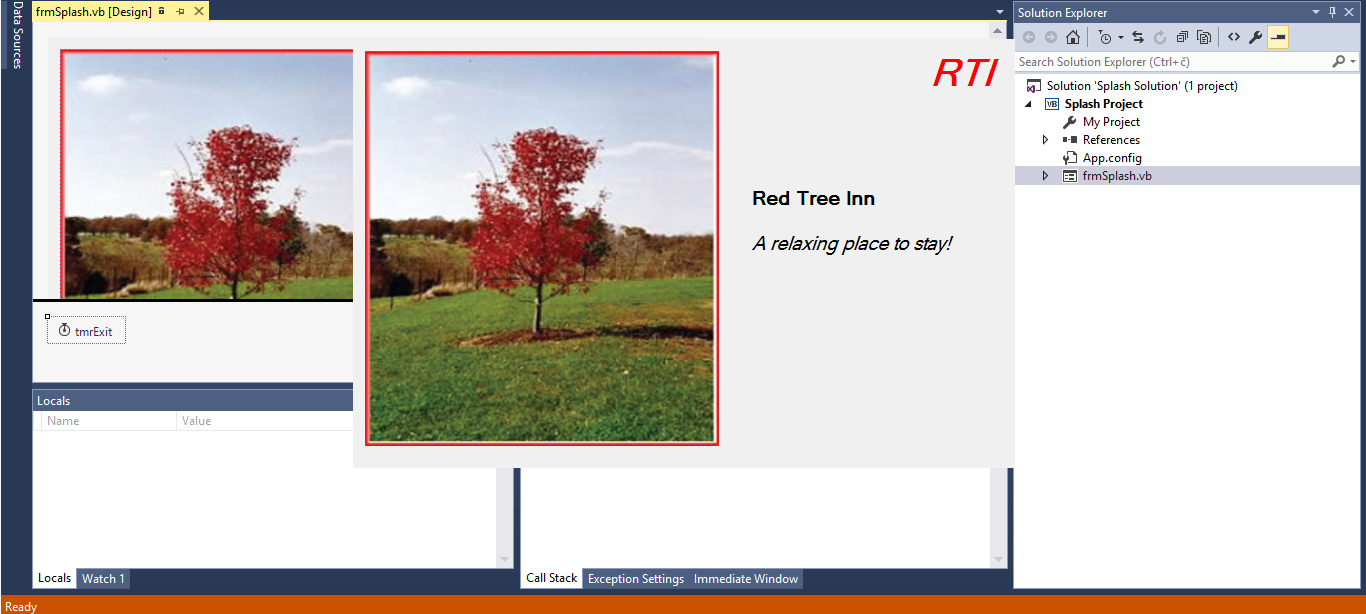 Data Sources
frmSplash.vb [Design]
tmrExit
Locals
Name Value
Locals Watch 1
RTI
Red Tree Inn
A relaxing place to stay!
Call Stack Exception Settings Immediate Window
Solution Explorer
Search Solution Explorer (Ctrl+č)
Solution 'Splash Solution' (1 project)
VB Splash Project
My Project
References
App.config
frmSplash.vb
Ready